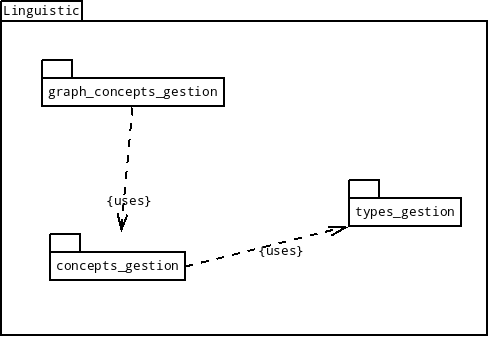 Linguistic
graph_concepts_gestion
{uses}
types_gestion
{uses}
concepts_gestion